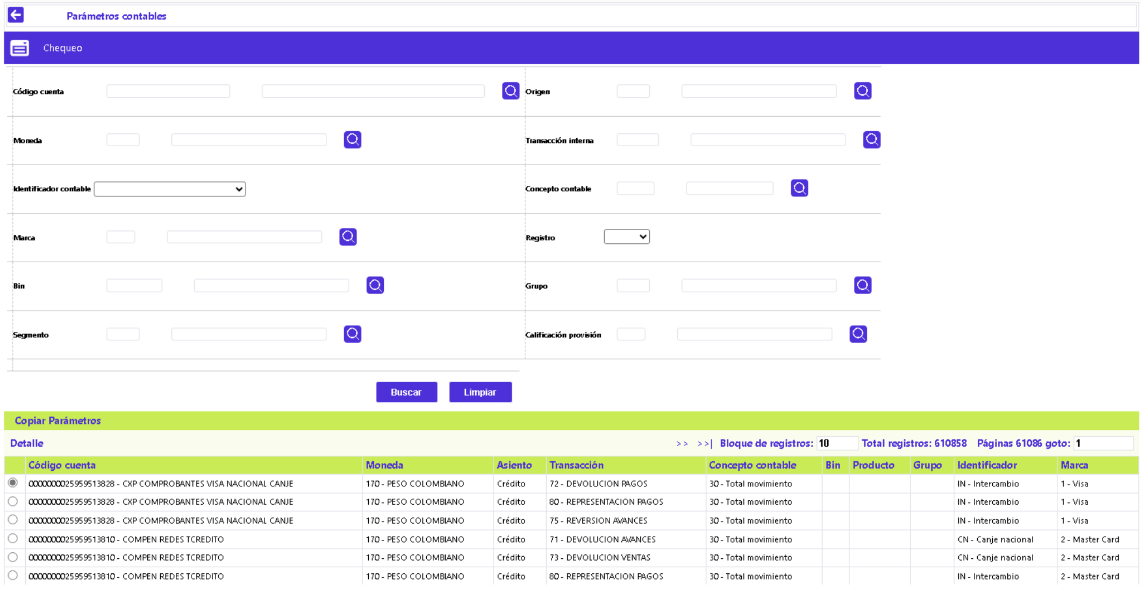 Parámetros contables
Chequeo
Código cuenta Origen
Moneda Transacción interna
Identificador contable Concepto contable
Marca Registro
Bin Grupo
Segmento Calificación provisión
Buscar Limpiar
Copiar Parámetros
Detalle >> >>| Bloque de registros: 10 Total registros: 610858 Páginas 61086 goto: 1
Código cuenta Moneda Asiento Transacción Concepto contable Bin Producto Grupo Identificador Marca
0000000025959513828 - CXP COMPROBANTES VISA NACIONAL CANJE 170 - PESO COLOMBIANO Crédito 72 - DEVOLUCION PAGOS 30 - Total movimiento IN - Intercambio 1 - Visa
0000000025959513828 - CXP COMPROBANTES VISA NACIONAL CANJE 170 - PESO COLOMBIANO Crédito 80 - REPRESENTACION PAGOS 30 - Total movimiento IN - Intercambio 1 - Visa
0000000025959513828 - CXP COMPROBANTES VISA NACIONAL CANJE 170 - PESO COLOMBIANO Crédito 75 - REVERSION AVANCES 30 - Total movimiento IN - Intercambio 1 - Visa
0000000025959513810 - COMPEN REDES TCREDITO 170 - PESO COLOMBIANO Crédito 71 - DEVOLUCION AVANCES 30 - Total movimiento CN - Canje nacional 2 - Master Card
0000000025959513810 - COMPEN REDES TCREDITO 170 - PESO COLOMBIANO Crédito 73 - DEVOLUCION VENTAS 30 - Total movimiento CN - Canje nacional 2 - Master Card
0000000025959513810 - COMPEN REDES TCREDITO 170 - PESO COLOMBIANO Crédito 80 - REPRESENTACION PAGOS 30 - Total movimiento IN - Intercambio 2 - Master Card